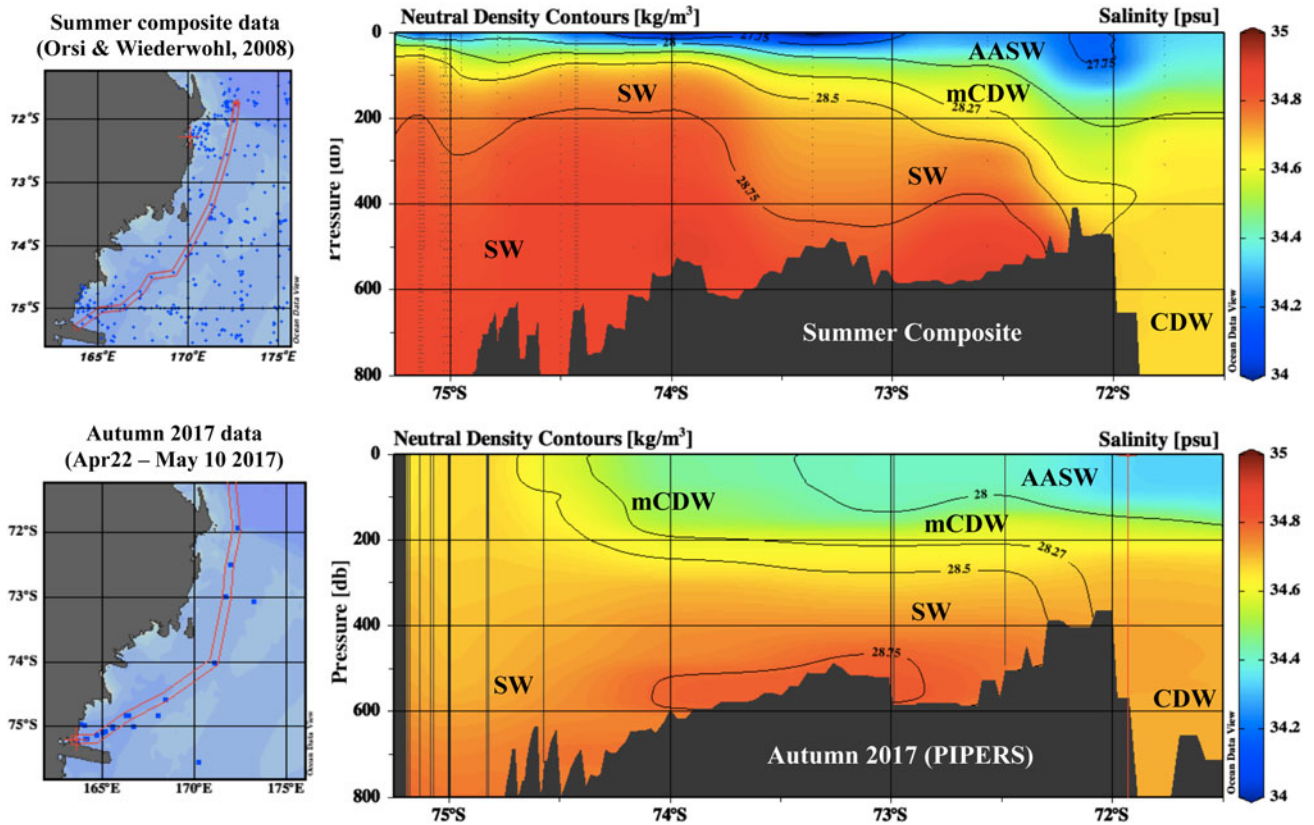 Summer composite data
(Orsi & Wiederwohl, 2008)
72°S
73°S
74°S
75°S
165°E
170°E
175°E
Ocean Data View
Neutral Density Contours [kg/m³]
Salinity [psu]
Pressure [db]
0
200
400
600
800
28
27.75
AASW
27.75
SW
mCDW
28.5
28.27
SW
28.75
SW
CDW
Summer Composite
75°S
74°S
73°S
72°S
Ocean Data View
35
34.8
34.6
34.4
34.2
34
Autumn 2017 data
(Apr22 – May 10 2017)
72°S
73°S
74°S
75°S
165°E
170°E
175°E
Ocean Data View
Neutral Density Contours [kg/m³]
Salinity [psu]
Pressure [db]
0
200
400
600
800
AASW
mCDW
28
mCDW
28.27
28.5
SW
28.75
SW
CDW
Autumn 2017 (PIPERS)
75°S
74°S
73°S
72°S
Ocean Data View
35
34.8
34.6
34.4
34.2
34